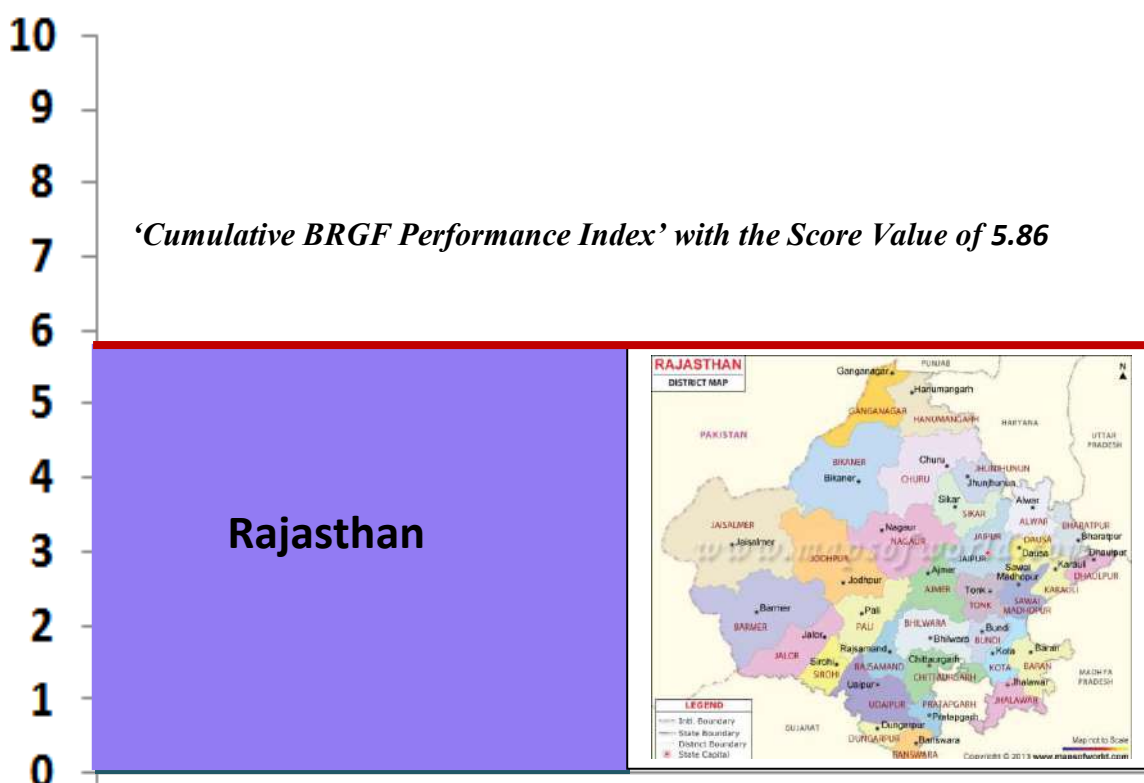 10
9
8
7
6
5
4
3
2
1
0
‘Cumulative BRGF Performance Index’ with the Score Value of 5.86
Rajasthan
RAJASTHAN
DISTRICT MAP
PUNJAB
N
Ganganagar
Hanumangarh
GANGANAGAR
HANUMANGARH
HARYANA
PAKISTAN
UTTAR
PRADESH
BIKANER
Churu
JHUNJHUNUN
Bikaner
CHURU
Jhunjhunun
Sikar
Alwar
SIKAR
JAISALMER
Nagaur
ALWAR
BHARATPUR
Jaisalmer
NAGAUR
JAIPUR
DAUSA
Bharatpur
www.mapsofworld.com
JODHPUR
JAIPUR
Dausa
Dhaulpur
Ajmer
Sawai
Madhopur
Karauli
DHAULPUR
Jodhpur
AJMER
Tonk
KARAULI
Barmer
Pali
TONK
SAWAI
MADHOPUR
BARMER
PALI
BHILWARA
Bundi
Jalor
Bhilwara
BUNDI
Rajsamand
Kota
Baran
JALOR
Sirohi
Chittaurgarh
SIROHI
RAJSAMAND
CHITTAURGARH
KOTA
BARAN
MADHYA
PRADESH
Udaipur
Jhalawar
UDAIPUR
PRATAPGARH
JHALAWAR
LEGEND
Pratapgarh
Intl. Boundary
GUJARAT
Dungarpur
State Boundary
DUNGARPUR
Banswara
District Boundary
Map not to Scale
State Capital
BANSWARA
Copyright © 2013 www.mapsofworld.com